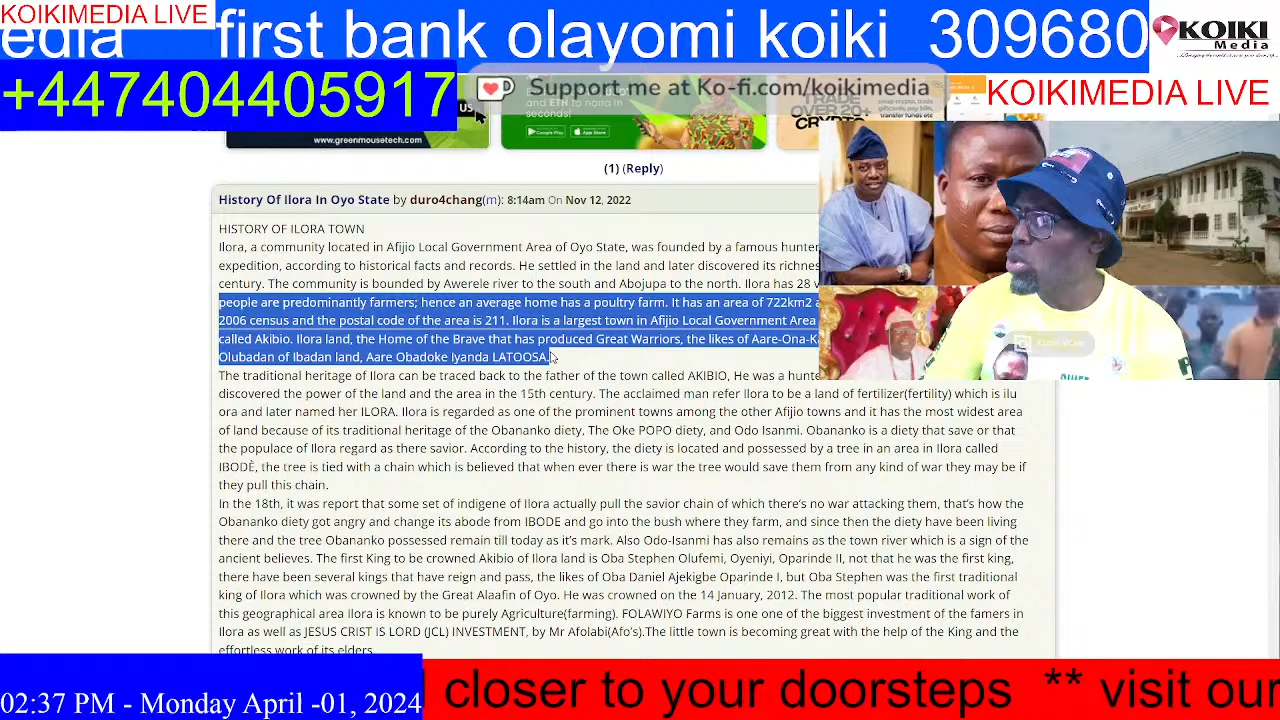 KOIKIMEDIA LIVE
edia first bank olayomi koiki 309680
KOIKI
Media
+447404405917
Support me at Ko-fi.com/koikimedia
KOIKIMEDIA LIVE
US
and ETH to naira in
seconds!
Google Play
App Store
www.greenmousetech.com
TRADE
OVER20+
(1) (Reply)
History Of Ilora In Oyo State by duro4chang(m): 8:14am On Nov 12, 2022
HISTORY OF ILORA TOWN
Ilora, a community located in Afijio Local Government Area of Oyo State, was founded by a famous hunter
expedition, according to historical facts and records. He settled in the land and later discovered its richnes
century. The community is bounded by Awerele river to the south and Abojupa to the north. Ilora has 28
people are predominantly farmers; hence an average home has a poultry farm. It has an area of 722km2 a
2006 census and the postal code of the area is 211. Ilora is a largest town in Afijio Local Government Area
called Akibio. Ilora land, the Home of the Brave that has produced Great Warriors, the likes of Aare-Ona-K
Olubadan of Ibadan land, Aare Obadoke Iyanda LATOOSA.
The traditional heritage of Ilora can be traced back to the father of the town called AKIBIO, He was a hunte
discovered the power of the land and the area in the 15th century. The acclaimed man refer Ilora to be a land of fertilizer(fertility) which is ilu
ora and later named her ILORA. Ilora is regarded as one of the prominent towns among the other Afijio towns and it has the most widest area
of land because of its traditional heritage of the Obananko diety, The Oke POPO diety, and Odo Isanmi. Obananko is a diety that save or that
the populace of Ilora regard as there savior. According to the history, the diety is located and possessed by a tree in an area in Ilora called
IBODÈ, the tree is tied with a chain which is believed that when ever there is war the tree would save them from any kind of war they may be if
they pull this chain.
In the 18th, it was report that some set of indigene of Ilora actually pull the savior chain of which there's no war attacking them, that's how the
Obananko diety got angry and change its abode from IBODE and go into the bush where they farm, and since then the diety have been living
there and the tree Obananko possessed remain till today as it's mark. Also Odo-Isanmi has also remains as the town river which is a sign of the
ancient believes. The first King to be crowned Akibio of Ilora land is Oba Stephen Olufemi, Oyeniyi, Oparinde II, not that he was the first king,
there have been several kings that have reign and pass, the likes of Oba Daniel Ajekigbe Oparinde I, but Oba Stephen was the first traditional
king of Ilora which was crowned by the Great Alaafin of Oyo. He was crowned on the 14 January, 2012. The most popular traditional work of
this geographical area Ilora is known to be purely Agriculture(farming). FOLAWIYO Farms is one one of the biggest investment of the famers in
Ilora as well as JESUS CRIST IS LORD (JCL) INVESTMENT, by Mr Afolabi(Afo's).The little town is becoming great with the help of the King and the
effortless work of its elders.
02:37 PM - Monday April -01, 2024
closer to your doorsteps ** visit our